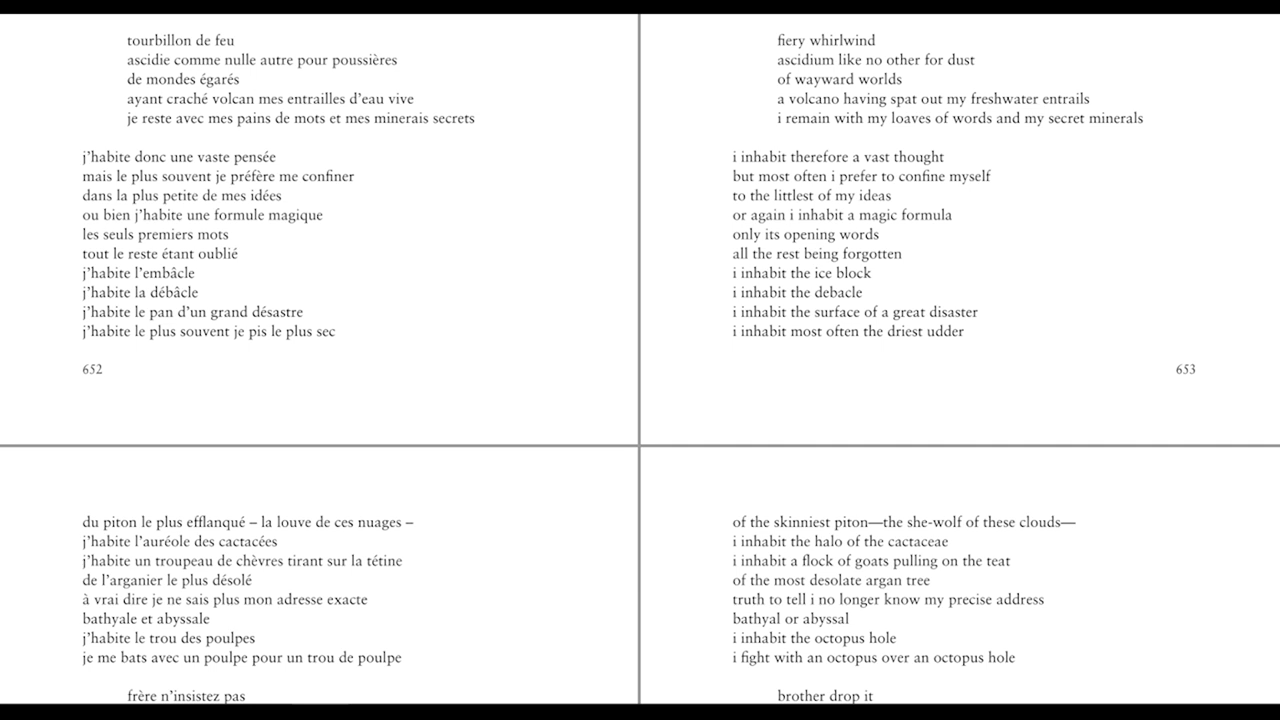 tourbillon de feu
ascidie comme nulle autre pour poussières
de mondes égarés
ayant craché volcan mes entrailles d’eau vive
je reste avec mes pains de mots et mes minerais secrets
j’habite donc une vaste pensée
mais le plus souvent je préfère me confiner
dans la plus petite de mes idées
ou bien j’habite une formule magique
les seuls premiers mots
tout le reste étant oublié
j’habite l’embâcle
j’habite la débâcle
j’habite le pan d’un grand désastre
j’habite le plus souvent je pis le plus sec
652
fiery whirlwind
ascidium like no other for dust
of wayward worlds
a volcano having spat out my freshwater entrails
i remain with my loaves of words and my secret minerals
i inhabit therefore a vast thought
but most often i prefer to confine myself
to the littlest of my ideas
or again i inhabit a magic formula
only its opening words
all the rest being forgotten
i inhabit the ice block
i inhabit the debacle
i inhabit the surface of a great disaster
i inhabit most often the driest udder
653
du piton le plus efflanqué – la louve de ces nuages –
j’habite l’auréole des cactacées
j’habite un troupeau de chèvres tirant sur la tétine
de l’arganier le plus désolé
à vrai dire je ne sais plus mon adresse exacte
bathyale et abyssale
j’habite le trou des poulpes
je me bats avec un poulpe pour un trou de poulpe
frère n’insistez pas
of the skinniest piton—the she-wolf of these clouds—
i inhabit the halo of the cactaceae
i inhabit a flock of goats pulling on the teat
of the most desolate argan tree
truth to tell i no longer know my precise address
bathyal or abyssal
i inhabit the octopus hole
i fight with an octopus over an octopus hole
brother drop it